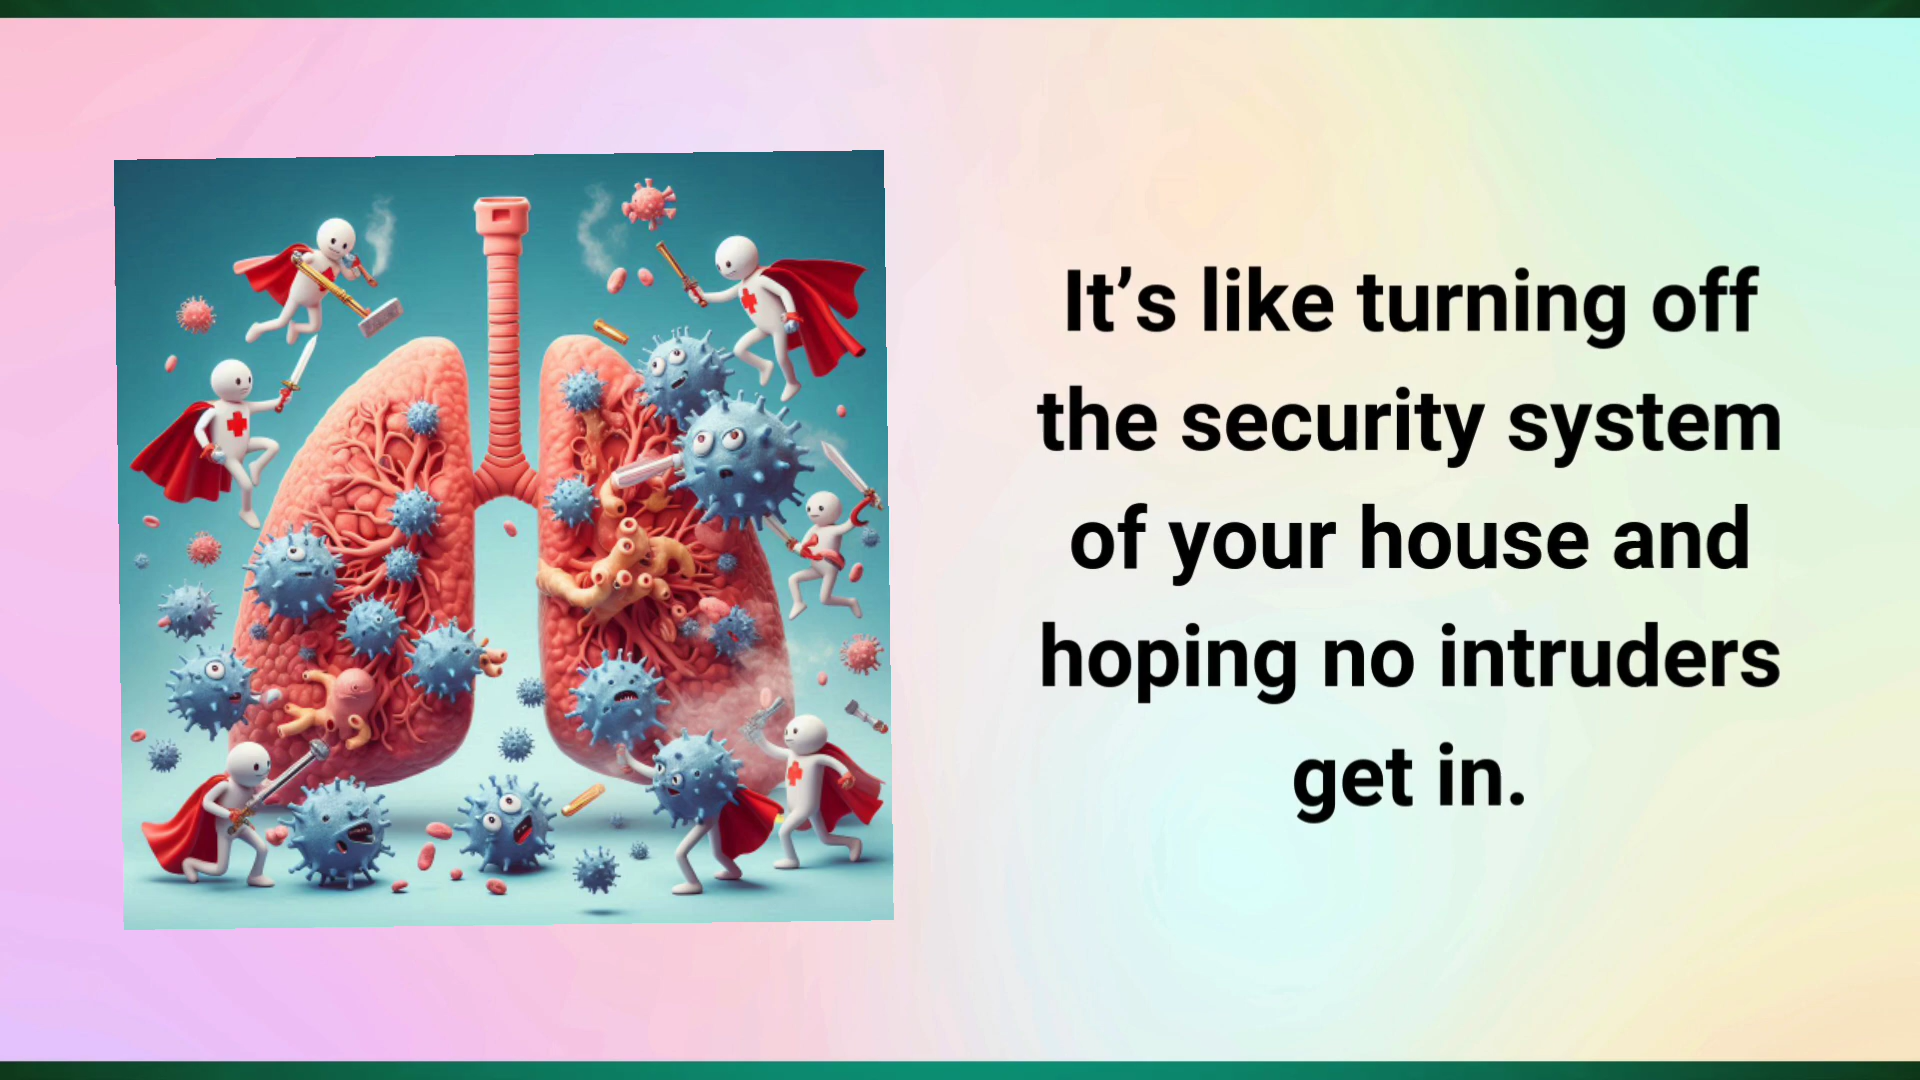 It’s like turning off
the security system
of your house and
hoping no intruders
get in.